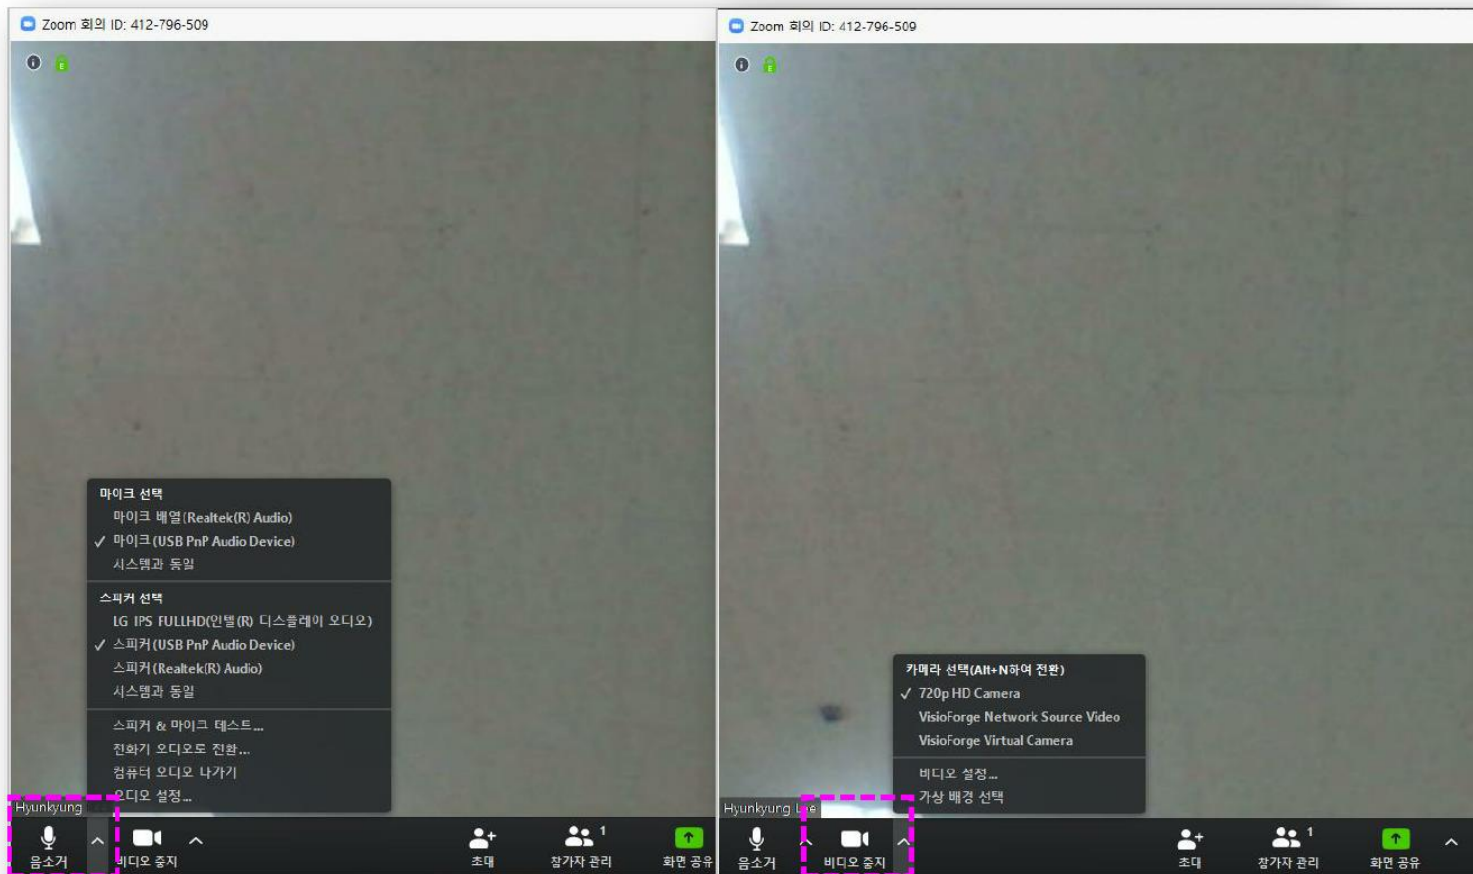 Zoom 회의 ID: 412-796-509
마이크 선택
마이크 배열(Realtek(R) Audio)
✓ 마이크(USB PnP Audio Device)
시스템과 동일
스피커 선택
LG IPS FULLHD(인텔(R) 디스플레이 오디오)
✓ 스피커(USB PnP Audio Device)
스피커(Realtek(R) Audio)
시스템과 동일
스피커 & 마이크 테스트...
전화기 오디오로 전환...
컴퓨터 오디오 나가기
오디오 설정...
Hyunkyung
음소거
비디오 중지
초대
참가자 관리 1
화면 공유
Zoom 회의 ID: 412-796-509
카메라 선택(Alt+N하여 전환)
✓ 720p HD Camera
VisioForge Network Source Video
VisioForge Virtual Camera
비디오 설정...
가상 배경 선택
Hyunkyung Lee
음소거
비디오 중지
초대
참가자 관리 1
화면 공유